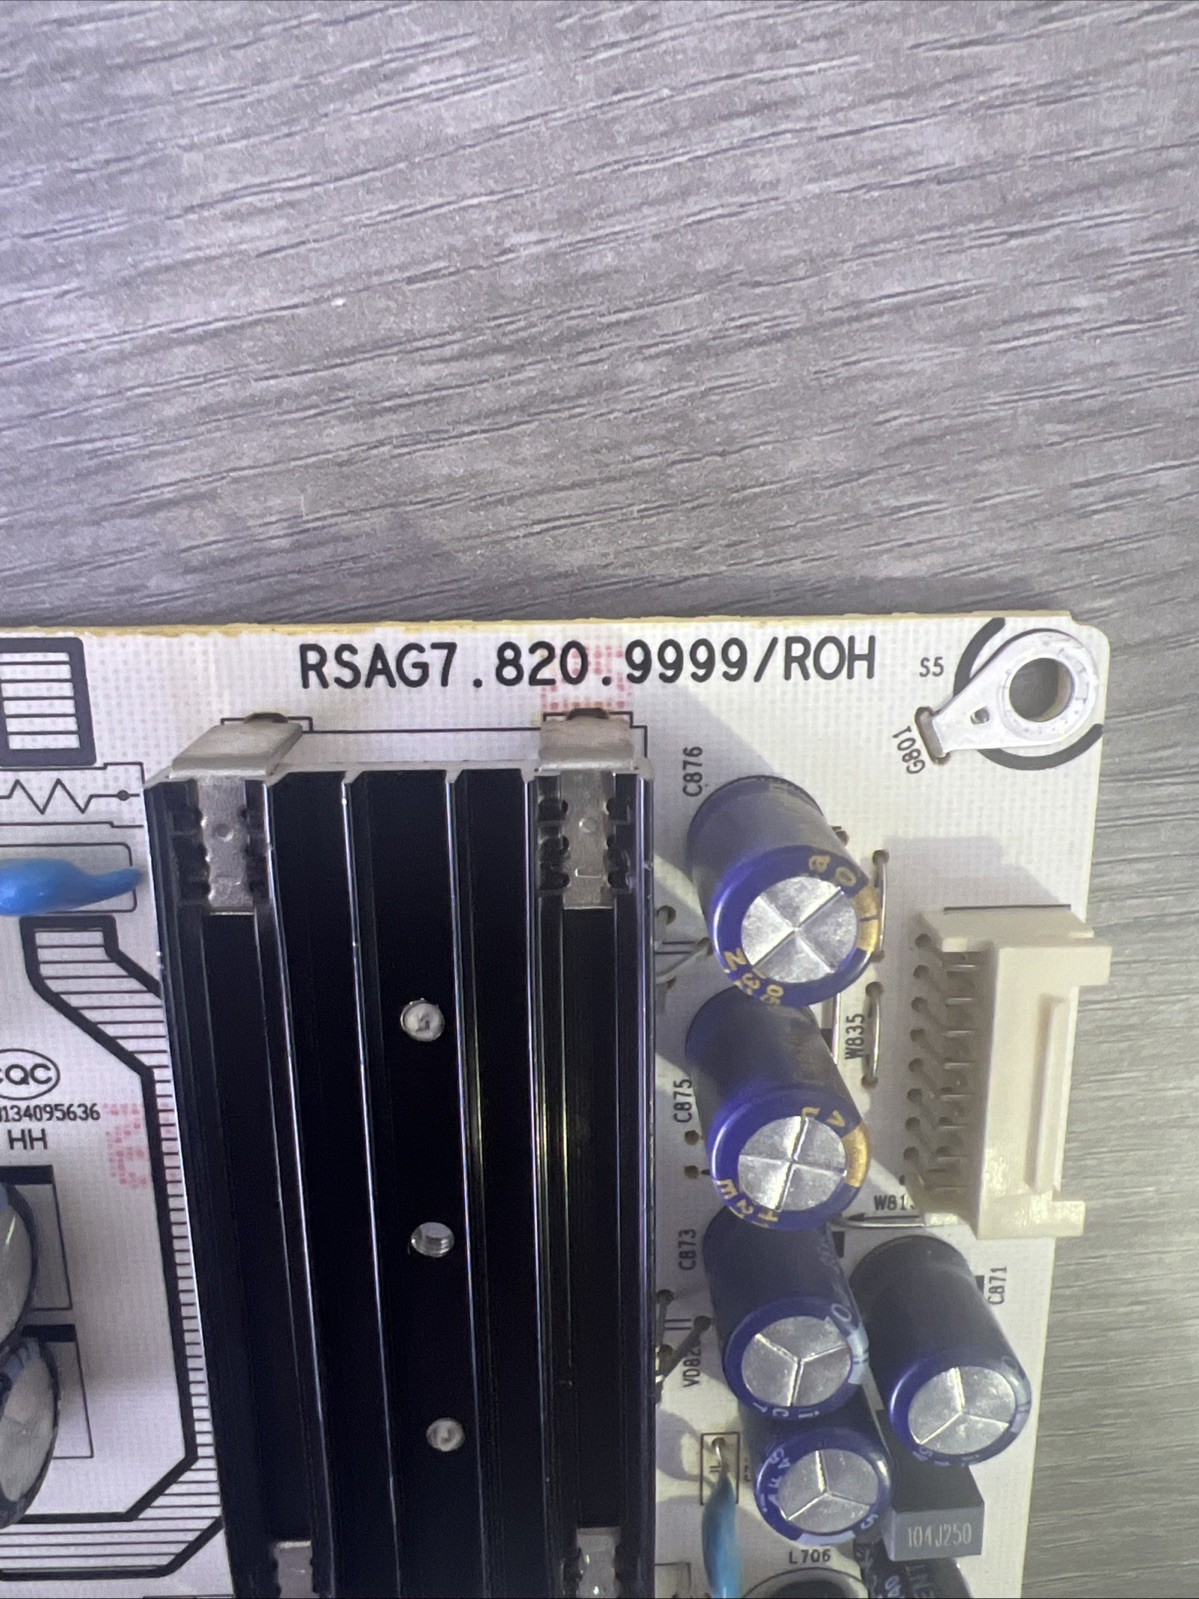 RSAG7.820.9999/ROH
S5
G801
C876
W835
CQC
134095636
HH
C875
C873
C871
L706
104J250